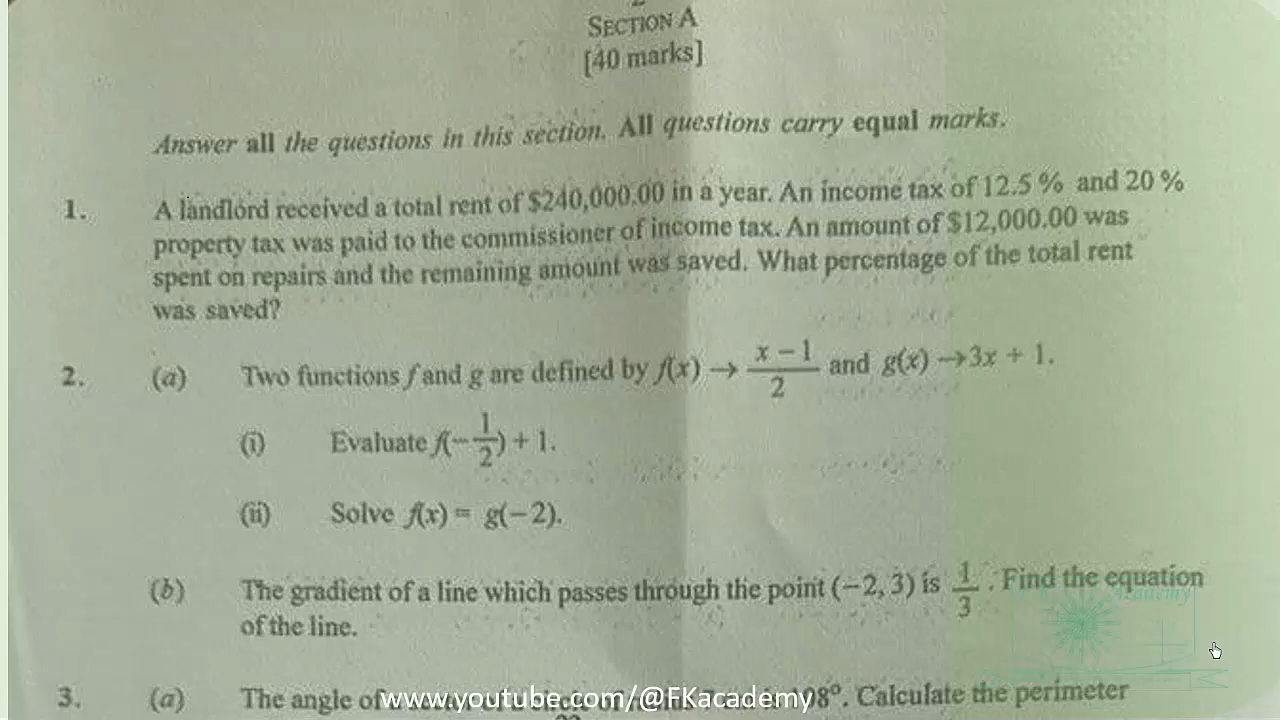 SECTION A
[40 marks]
Answer all the questions in this section. All questions carry equal marks.
1. A landlord received a total rent of $240,000.00 in a year. An income tax of 12.5 % and 20 %
property tax was paid to the commissioner of income tax. An amount of $12,000.00 was
spent on repairs and the remaining amount was saved. What percentage of the total rent
was saved?
2. (a) Two functions f and g are defined by f(x) → (x − 1)/2 and g(x) → 3x + 1.
(i) Evaluate f(−1/2) + 1.
(ii) Solve f(x) = g(−2).
(b) The gradient of a line which passes through the point (−2, 3) is 1/3. Find the equation
of the line.
Academy
3. (a) The angle of 08°. Calculate the perimeter
www.youtube.com/@FKacademy